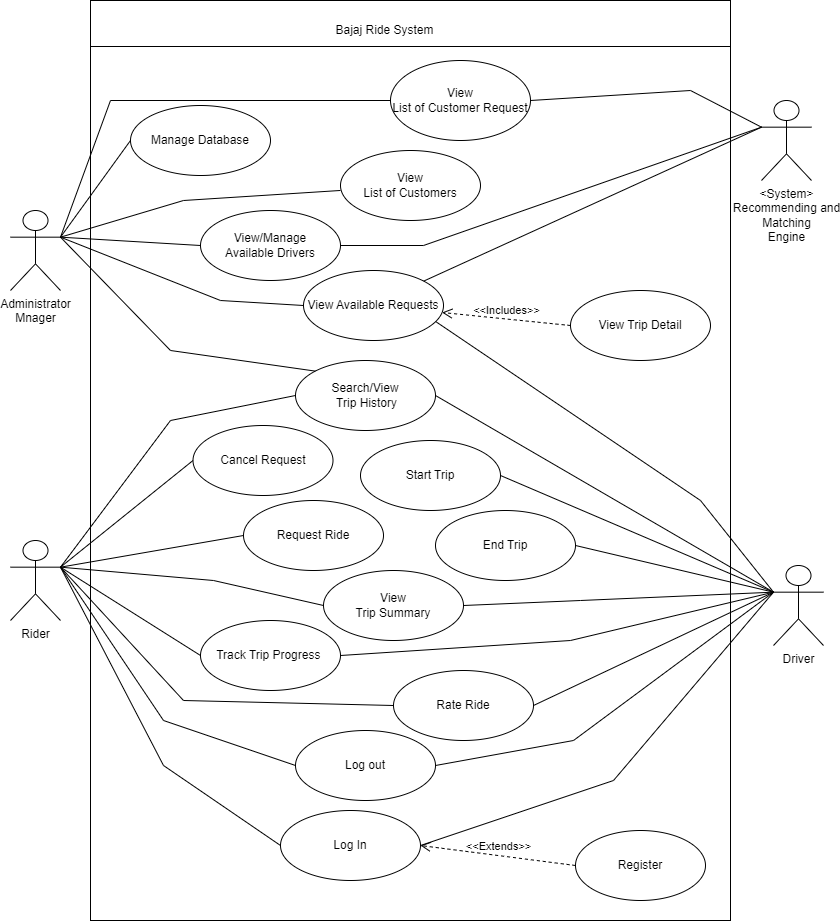 Bajaj Ride System
View
List of Customer Request
Manage Database
<System>
Recommending and
Matching
Engine
View
List of Customers
View/Manage
Available Drivers
Administrator
Mnager
View Available Requests
<<Includes>>
View Trip Detail
Search/View
Trip History
Cancel Request
Start Trip
Request Ride
End Trip
View
Trip Summary
Rider
Track Trip Progress
Driver
Rate Ride
Log out
Log In
<<Extends>>
Register